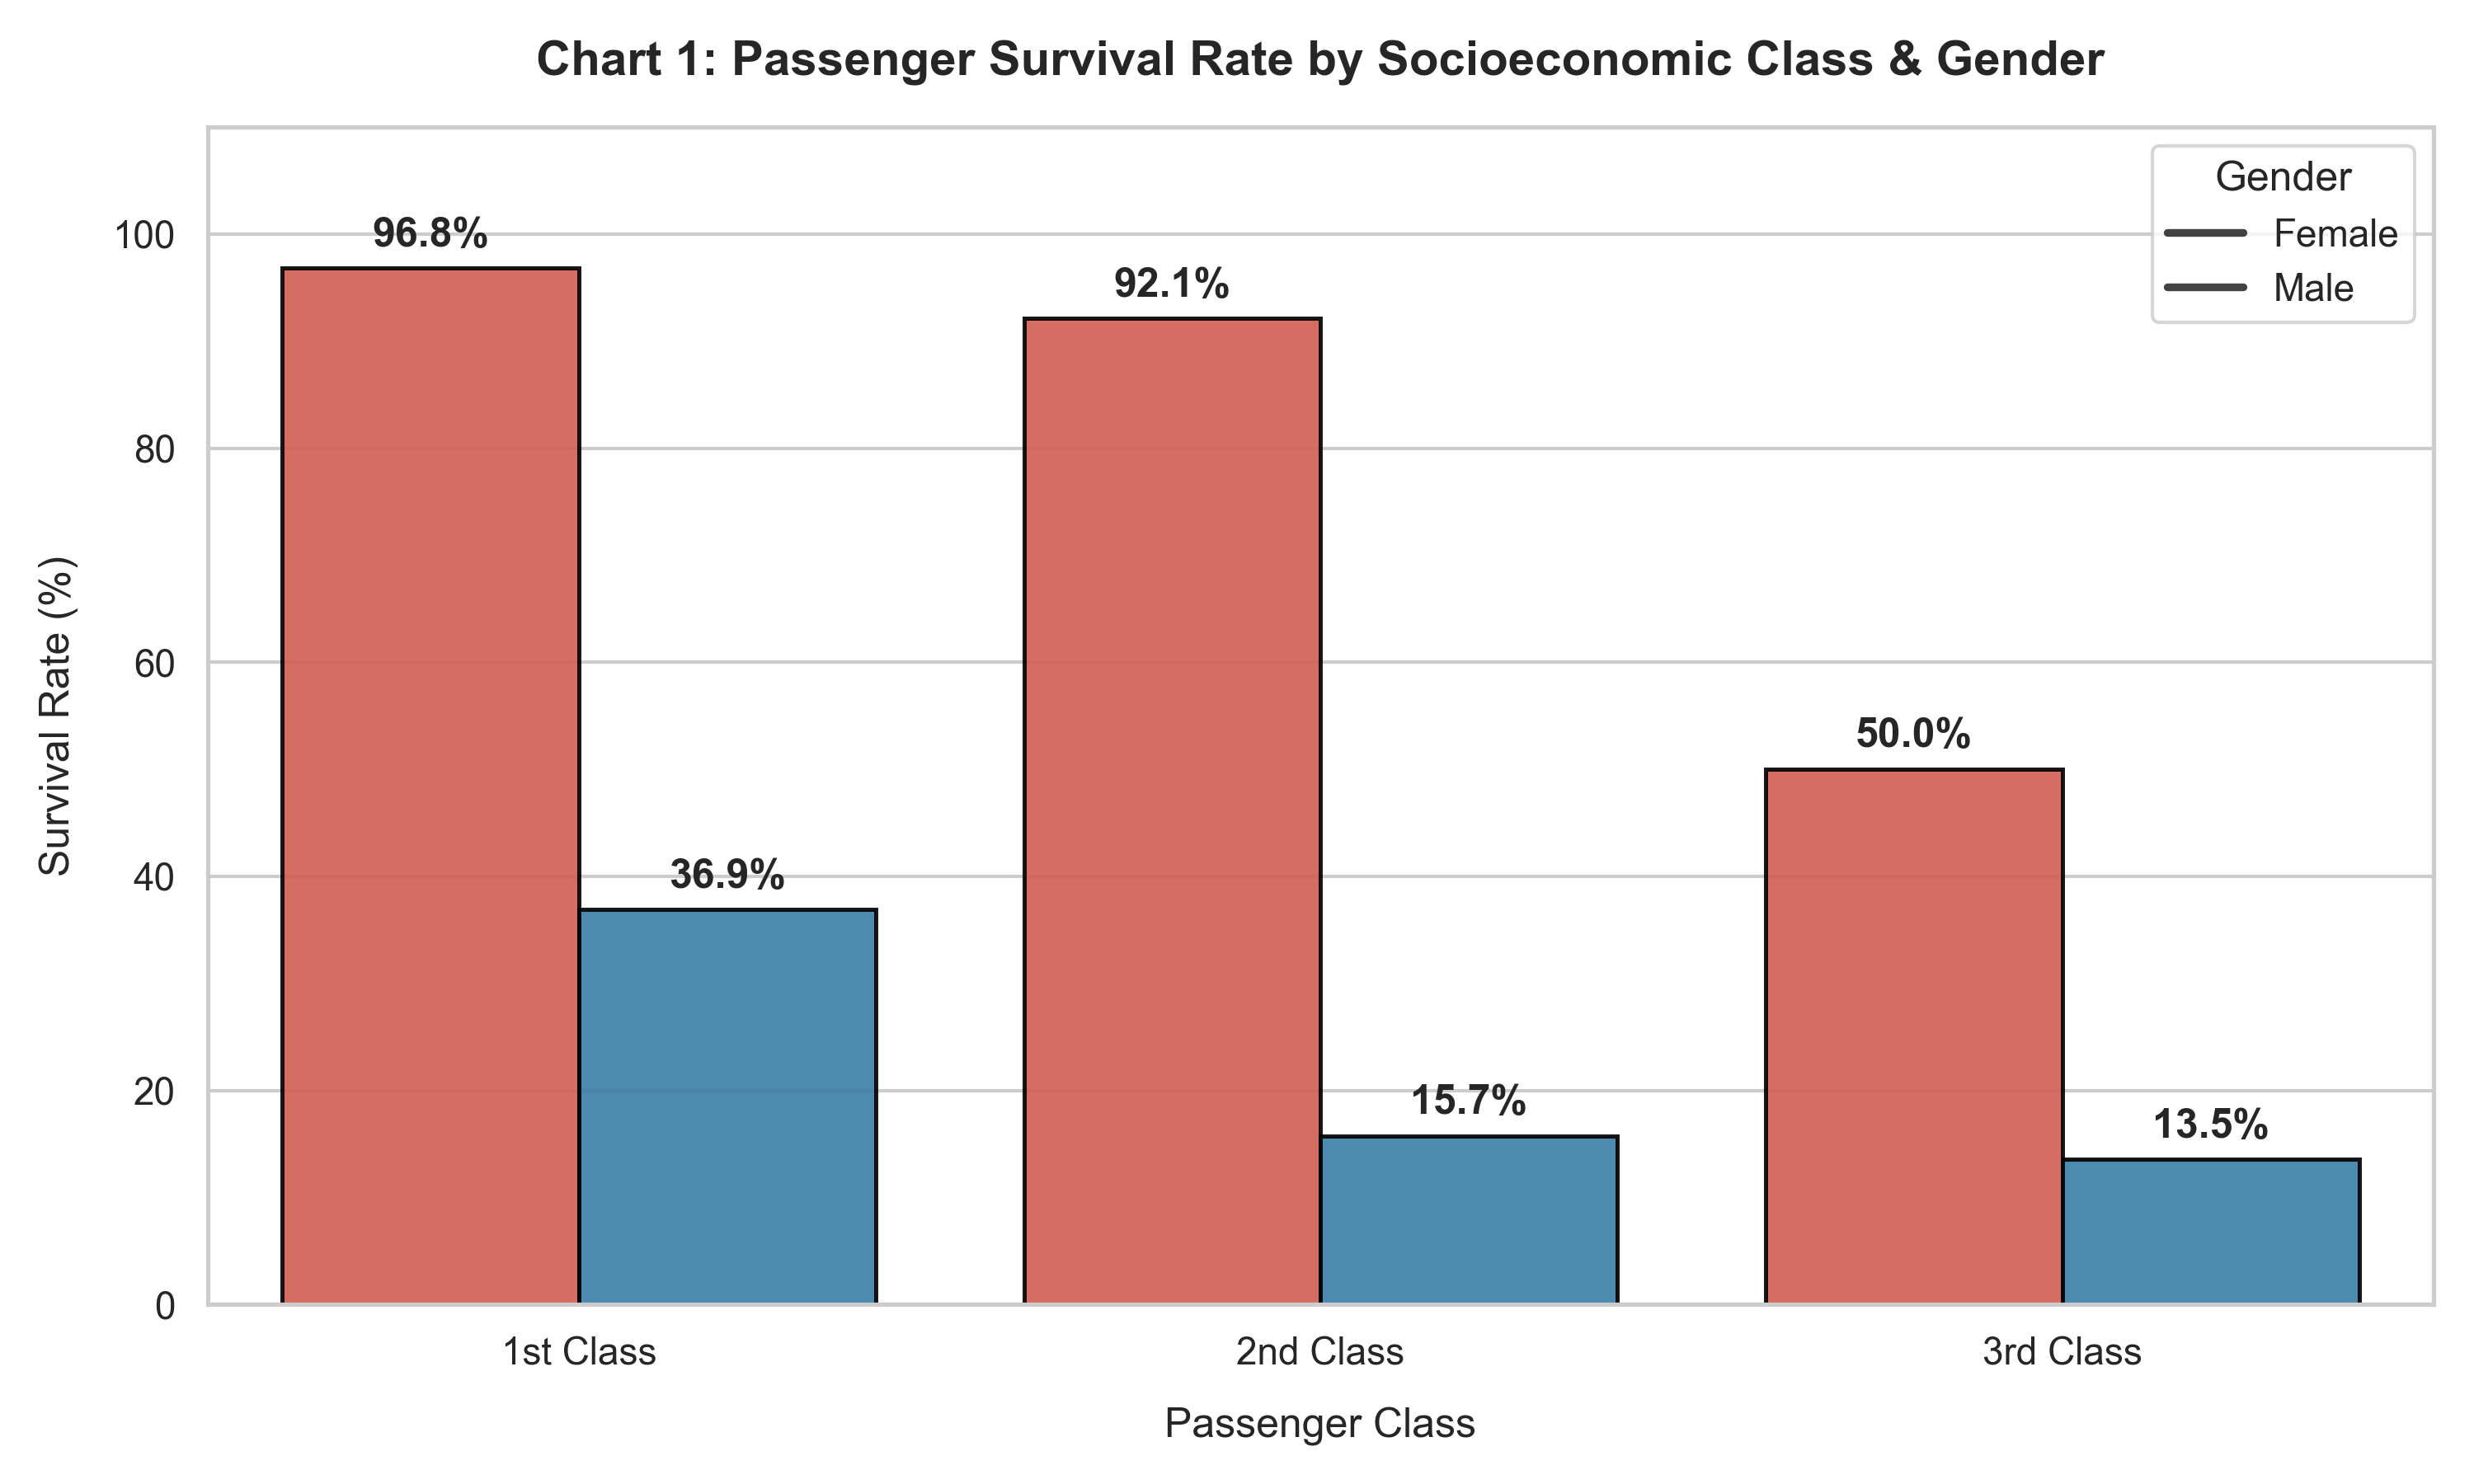 Chart 1: Passenger Survival Rate by Socioeconomic Class & Gender
Gender
Female
Male
100
80
60
40
20
0
Survival Rate (%)
96.8%
36.9%
92.1%
15.7%
50.0%
13.5%
1st Class
2nd Class
3rd Class
Passenger Class